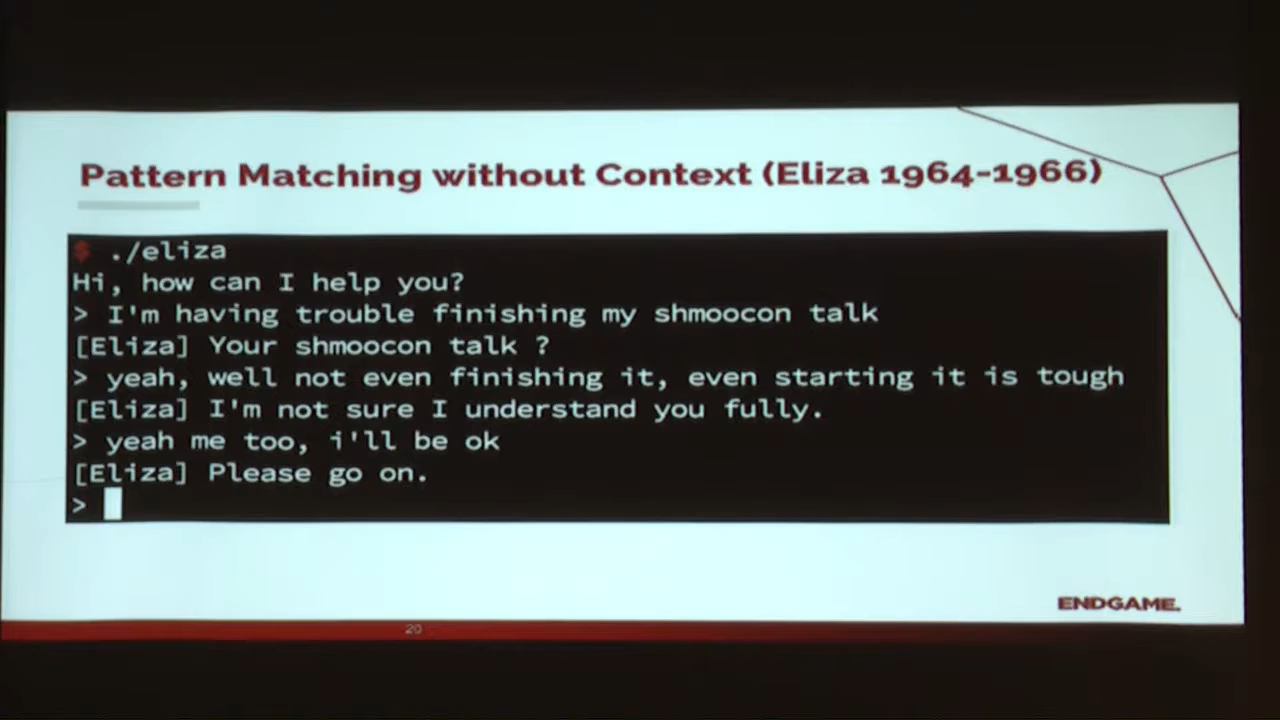 Pattern Matching without Context (Eliza 1964-1966)
$ ./eliza
Hi, how can I help you?
> I'm having trouble finishing my shmoocon talk
[Eliza] Your shmoocon talk ?
> yeah, well not even finishing it, even starting it is tough
[Eliza] I'm not sure I understand you fully.
> yeah me too, i'll be ok
[Eliza] Please go on.
>
ENDGAME.
20